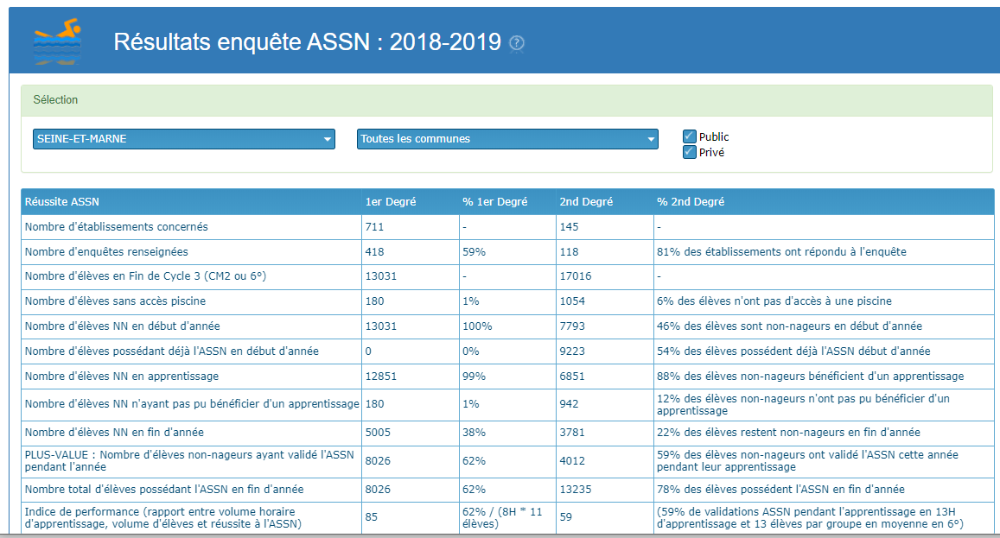 Résultats enquête ASSN : 2018-2019 ?
Sélection
SEINE-ET-MARNE Toutes les communes Public
Privé
Réussite ASSN 1er Degré % 1er Degré 2nd Degré % 2nd Degré
Nombre d'établissements concernés 711 - 145 -
Nombre d'enquêtes renseignées 418 59% 118 81% des établissements ont répondu à l'enquête
Nombre d'élèves en Fin de Cycle 3 (CM2 ou 6°) 13031 - 17016 -
Nombre d'élèves sans accès piscine 180 1% 1054 6% des élèves n'ont pas d'accès à une piscine
Nombre d'élèves NN en début d'année 13031 100% 7793 46% des élèves sont non-nageurs en début d'année
Nombre d'élèves possédant déjà l'ASSN en début d'année 0 0% 9223 54% des élèves possédent déjà l'ASSN début d'année
Nombre d'élèves NN en apprentissage 12851 99% 6851 88% des élèves non-nageurs bénéficient d'un apprentissage
Nombre d'élèves NN n'ayant pas pu bénéficier d'un apprentissage 180 1% 942 12% des élèves non-nageurs n'ont pas pu bénéficier d'un
apprentissage
Nombre d'élèves NN en fin d'année 5005 38% 3781 22% des élèves restent non-nageurs en fin d'année
PLUS-VALUE : Nombre d'élèves non-nageurs ayant validé l'ASSN
pendant l'année 8026 62% 4012 59% des élèves non-nageurs ont validé l'ASSN cette année
pendant leur apprentissage
Nombre total d'élèves possédant l'ASSN en fin d'année 8026 62% 13235 78% des élèves possédent l'ASSN en fin d'année
Indice de performance (rapport entre volume horaire
d'apprentissage, volume d'élèves et réussite à l'ASSN) 85 62% / (8H * 11
élèves) 59 (59% de validations ASSN pendant l'apprentissage en 13H
d'apprentissage et 13 élèves par groupe en moyenne en 6°)